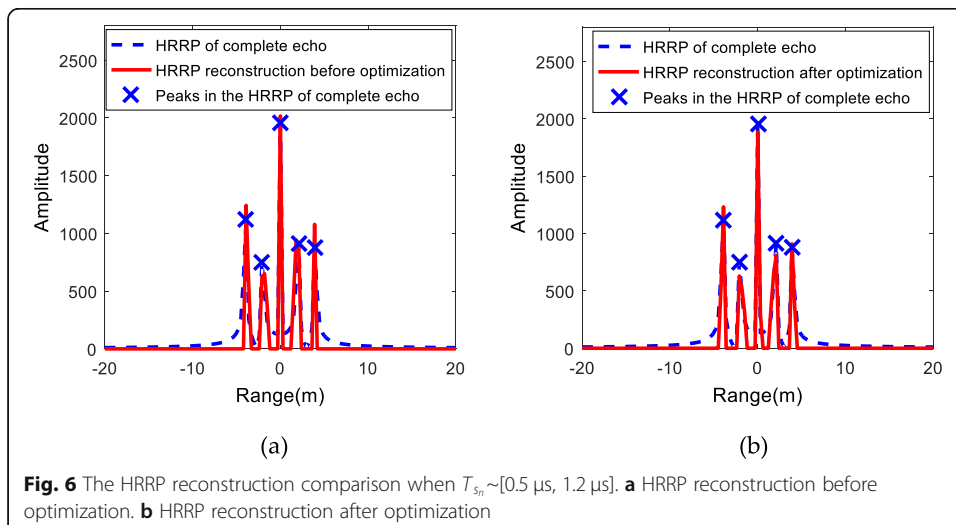 HRRP of complete echo
HRRP reconstruction before optimization
Peaks in the HRRP of complete echo
2500
2000
1500
1000
500
0
Amplitude
-20
-10
0
10
20
Range(m)
(a)
HRRP of complete echo
HRRP reconstruction after optimization
Peaks in the HRRP of complete echo
2500
2000
1500
1000
500
0
Amplitude
-20
-10
0
10
20
Range(m)
(b)
Fig. 6 The HRRP reconstruction comparison when T_{s_n}~[0.5 μs, 1.2 μs]. a HRRP reconstruction before
optimization. b HRRP reconstruction after optimization